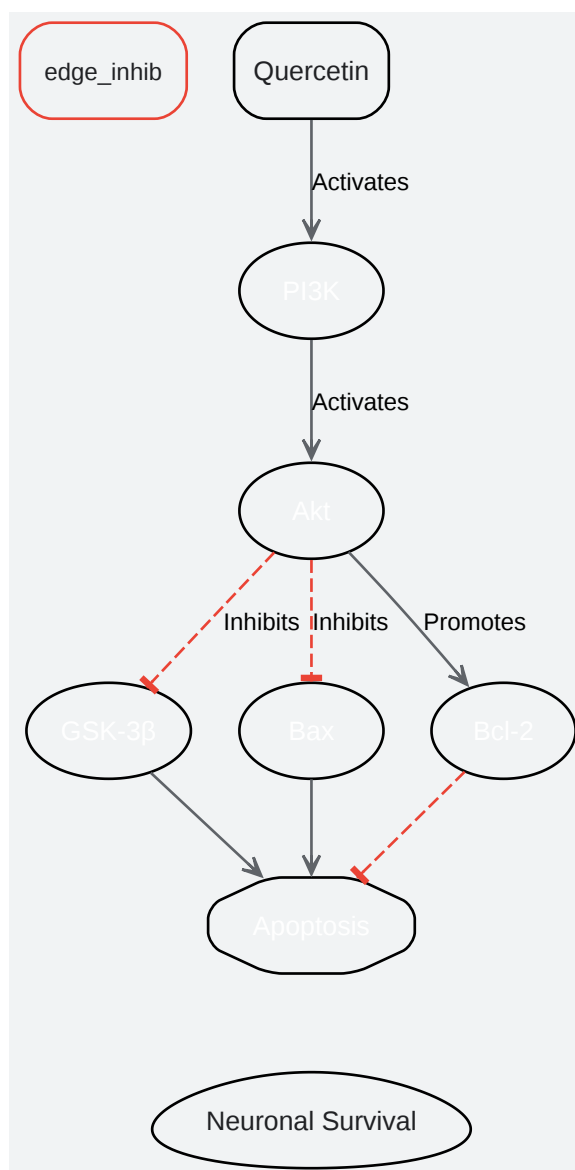 edge_inhib
Quercetin
Activates
PI3K
Activates
Akt
Inhibits
Inhibits
Promotes
GSK-3β
Bax
Bcl-2
Apoptosis
Neuronal Survival